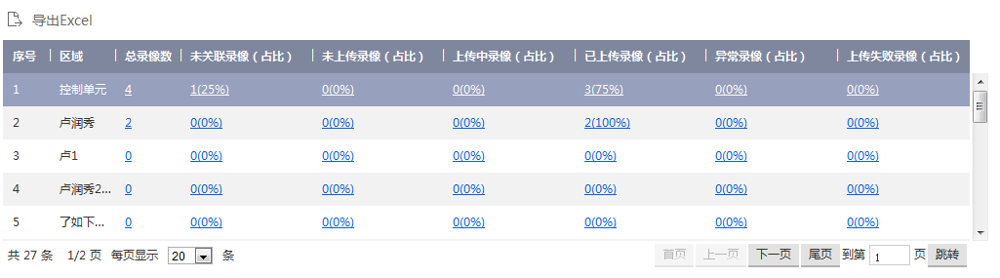 导出Excel
序号 区域 总录像数 未关联录像（占比） 未上传录像（占比） 上传中录像（占比） 已上传录像（占比） 异常录像（占比） 上传失败录像（占比）
1 控制单元 4 1(25%) 0(0%) 0(0%) 3(75%) 0(0%) 0(0%)
2 卢润秀 2 0(0%) 0(0%) 0(0%) 2(100%) 0(0%) 0(0%)
3 卢1 0 0(0%) 0(0%) 0(0%) 0(0%) 0(0%) 0(0%)
4 卢润秀2... 0 0(0%) 0(0%) 0(0%) 0(0%) 0(0%) 0(0%)
5 了如下... 0 0(0%) 0(0%) 0(0%) 0(0%) 0(0%) 0(0%)
共 27 条 1/2 页 每页显示 20 条 首页 上一页 下一页 尾页 到第 1 页 跳转